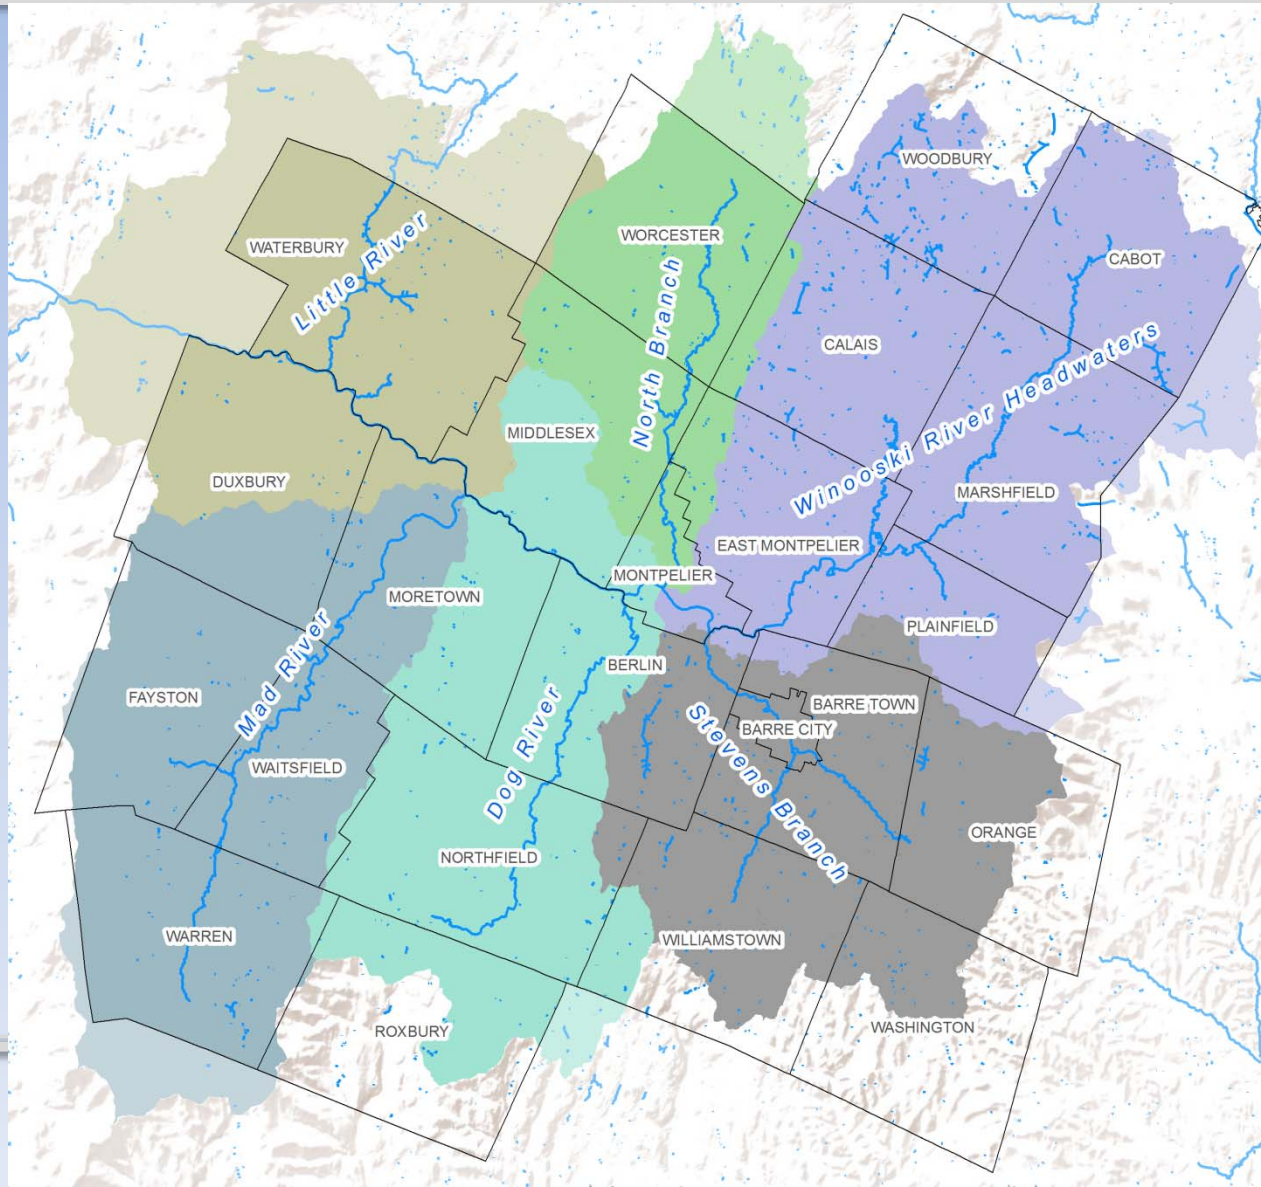 WOODBURY
WORCESTER
WATERBURY
CABOT
Little River
North Branch
CALAIS
Winooski River Headwaters
MIDDLESEX
DUXBURY
MARSHFIELD
EAST MONTPELIER
MONTPELIER
MORETOWN
PLAINFIELD
BERLIN
Mad River
FAYSTON
BARRE TOWN
Dog River
Stevens Branch
BARRE CITY
WAITSFIELD
ORANGE
NORTHFIELD
WARREN
WILLIAMSTOWN
ROXBURY
WASHINGTON